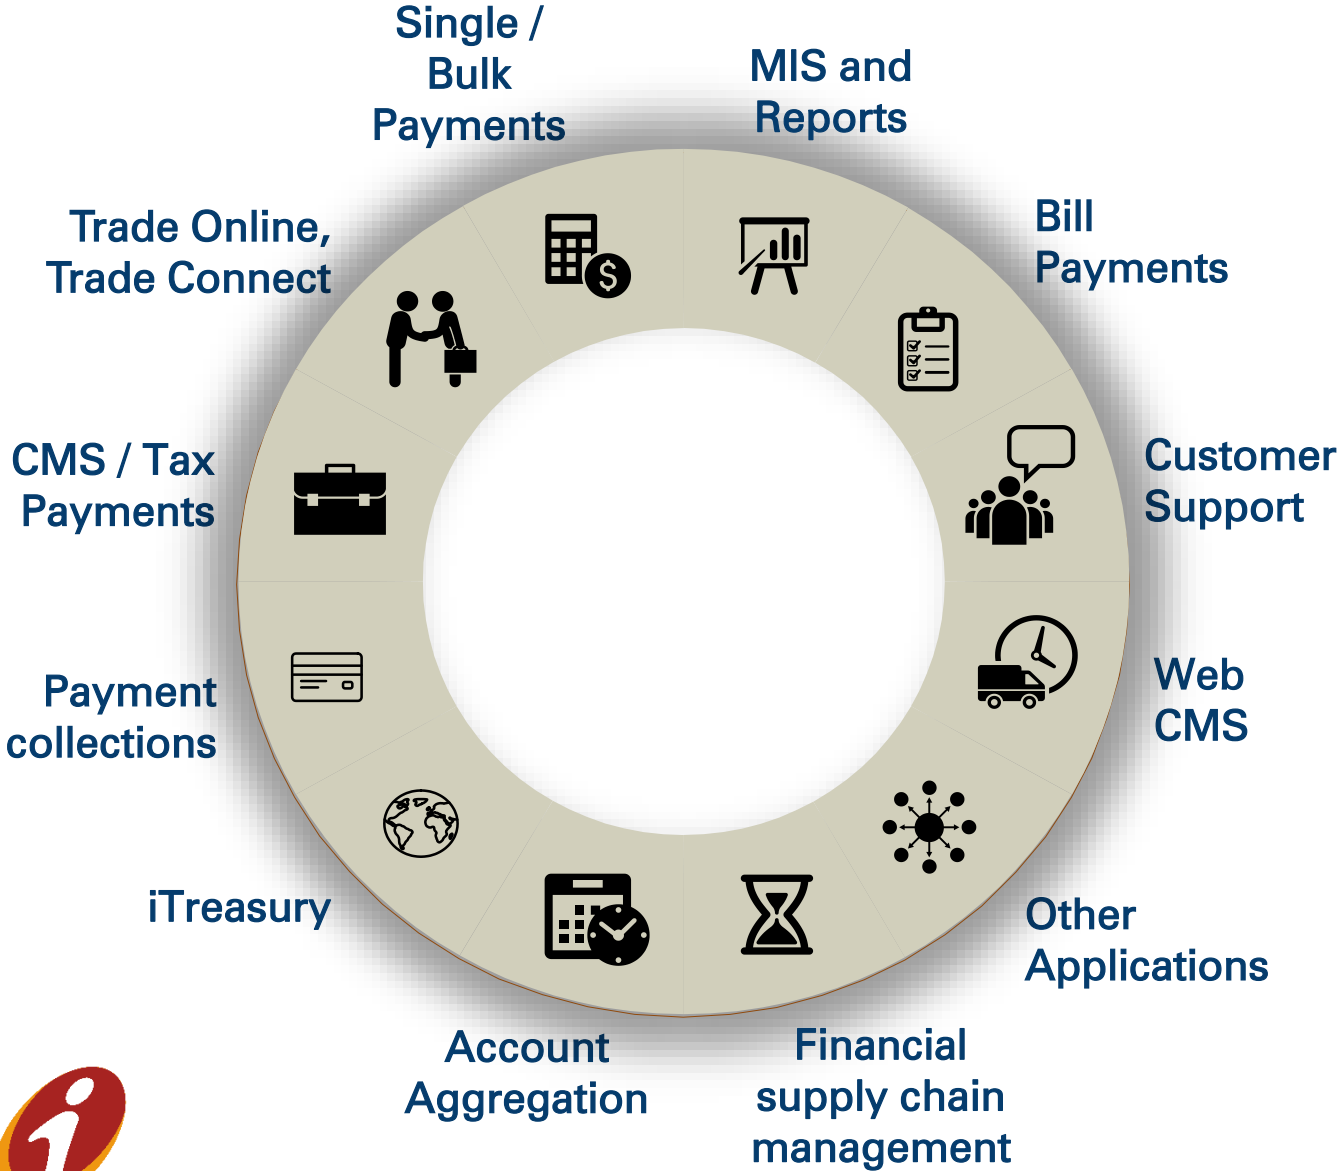 Single /
Bulk
Payments
MIS and
Reports
Bill
Payments
Customer
Support
Web
CMS
Other
Applications
Financial
supply chain
management
Account
Aggregation
iTreasury
Payment
collections
CMS / Tax
Payments
Trade Online,
Trade Connect
$
i